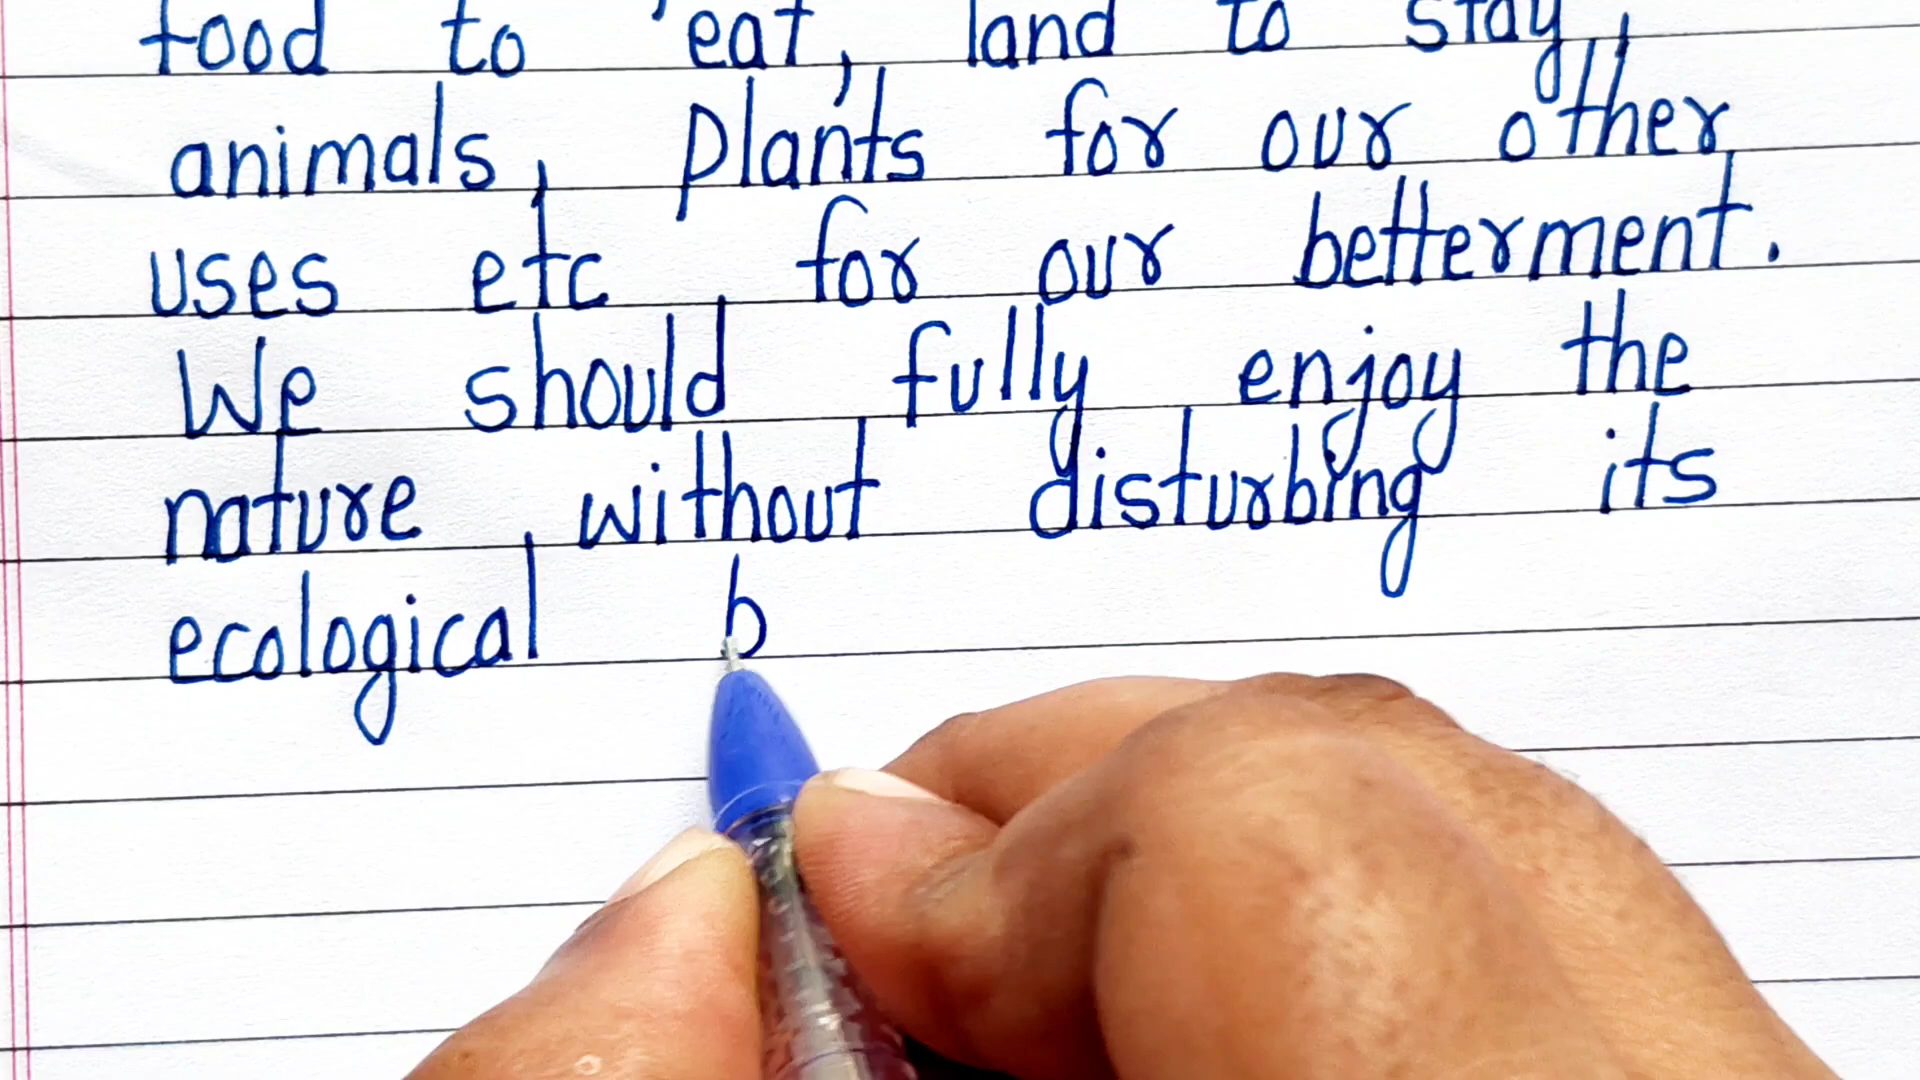 food to eat, land to stay,
animals, plants for our other
uses etc for our betterment.
We should fully enjoy the
nature, without disturbing its
ecological b